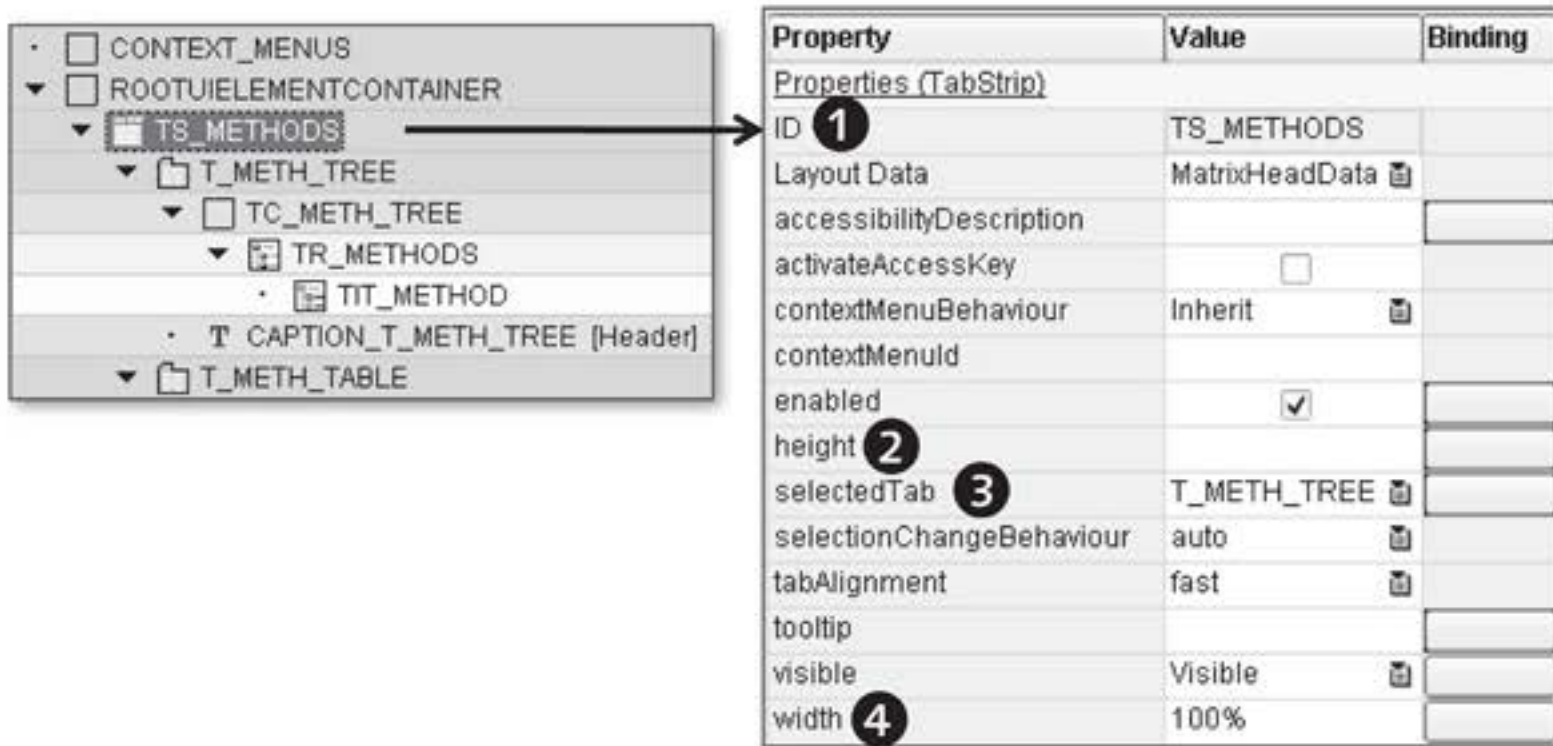 CONTEXT_MENUS
ROOTUIELEMENTCONTAINER
TS_METHODS
T_METH_TREE
TC_METH_TREE
TR_METHODS
TIT_METHOD
T CAPTION_T_METH_TREE [Header]
T_METH_TABLE
Property Value Binding
Properties (TabStrip)
ID 1 TS_METHODS
Layout Data MatrixHeadData
accessibilityDescription
activateAccessKey
contextMenuBehaviour Inherit
contextMenuId
enabled
height 2
selectedTab 3 T_METH_TREE
selectionChangeBehaviour auto
tabAlignment fast
tooltip
visible Visible
width 4 100%